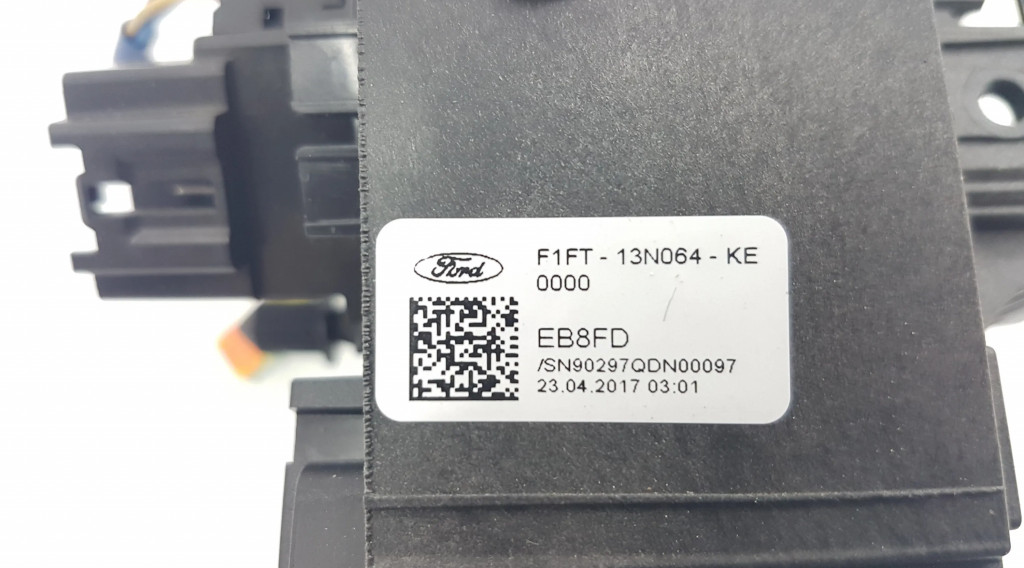 Ford
F1FT - 13N064 - KE
0000
EB8FD
/SN90297QDN00097
23.04.2017 03:01